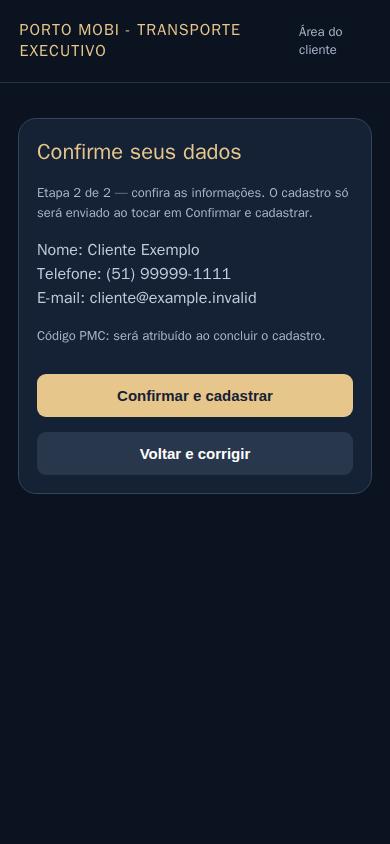 PORTO MOBI - TRANSPORTE
EXECUTIVO
Área do
cliente
Confirme seus dados
Etapa 2 de 2 — confira as informações. O cadastro só
será enviado ao tocar em Confirmar e cadastrar.
Nome: Cliente Exemplo
Telefone: (51) 99999-1111
E-mail: cliente@example.invalid
Código PMC: será atribuído ao concluir o cadastro.
Confirmar e cadastrar
Voltar e corrigir